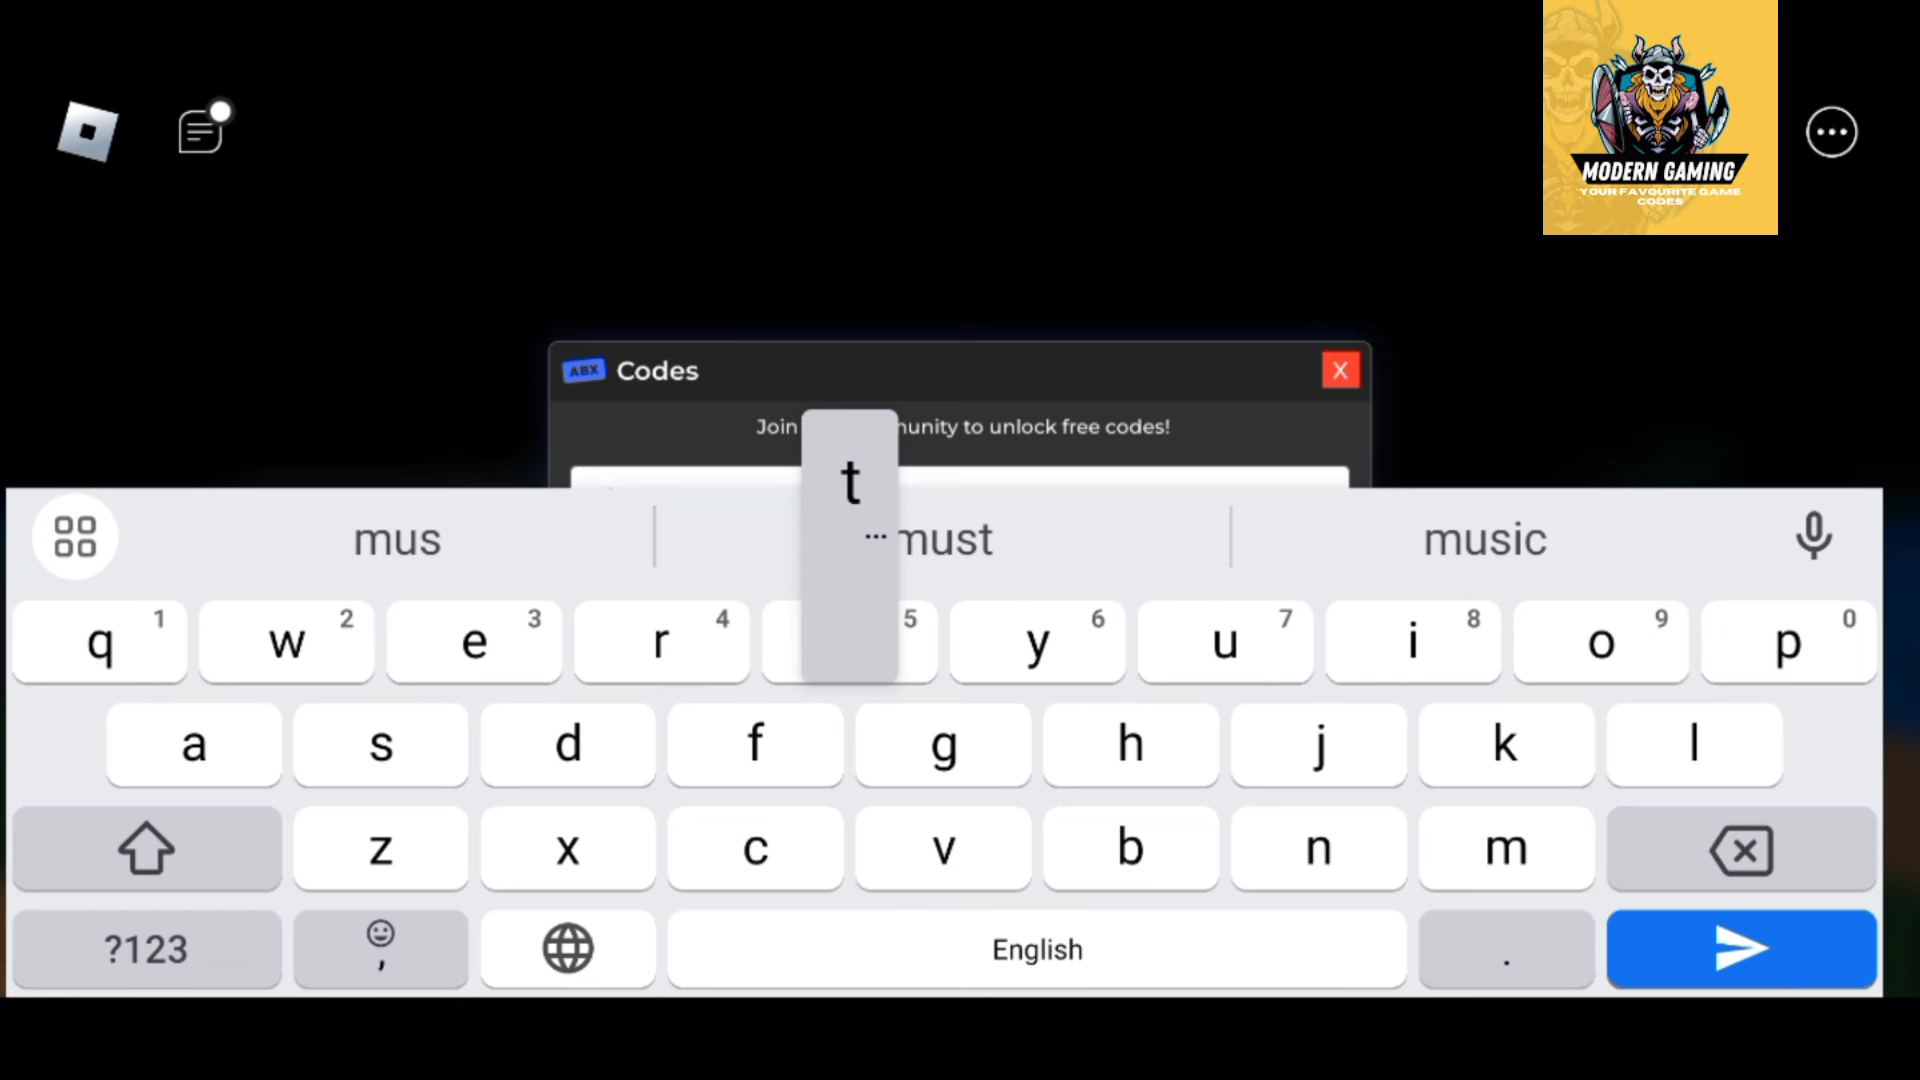 MODERN GAMING
YOUR FAVOURITE GAME
CODES
ABX Codes X
Join munity to unlock free codes!
t
...
mus must music
q 1 w 2 e 3 r 4 5 y 6 u 7 i 8 o 9 p 0
a s d f g h j k l
z x c v b n m
?123 , English .